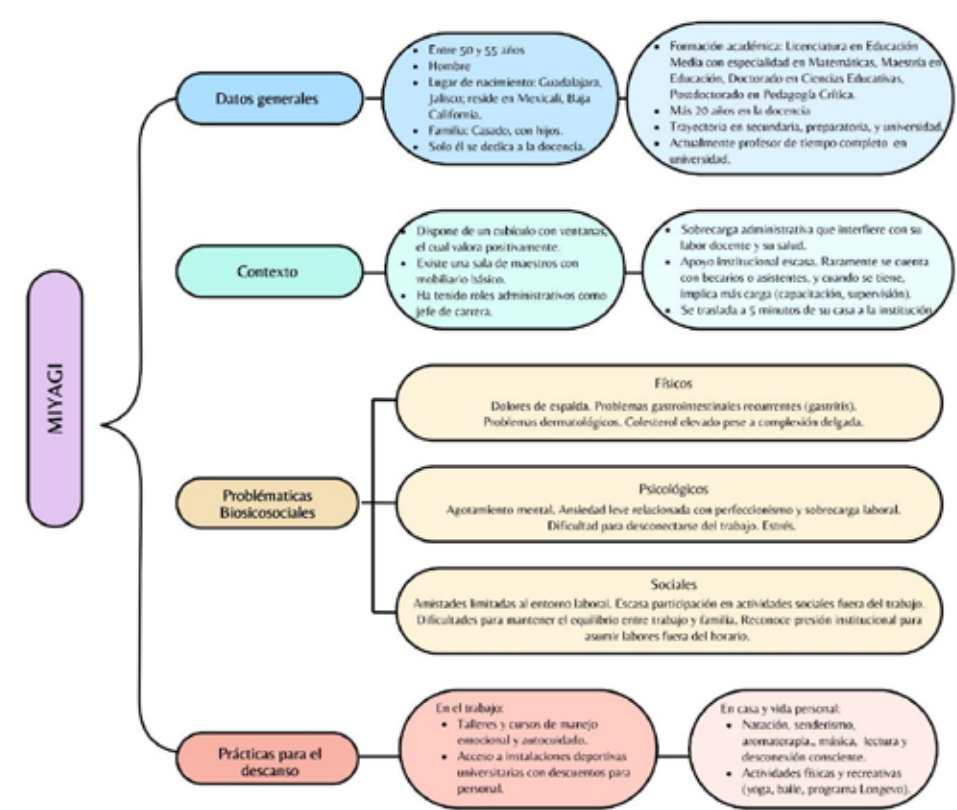 MIYAGI
Datos generales
Entre 50 y 55 años
Hombre
Lugar de nacimiento: Guadalajara,
Jalisco; reside en Mexicali, Baja
California.
Familia: Casado, con hijos.
Solo él se dedica a la docencia.
Formación académica: Licenciatura en Educación
Media con especialidad en Matemáticas, Maestría en
Educación, Doctorado en Ciencias Educativas,
Postdoctorado en Pedagogía Crítica.
Más 20 años en la docencia
Trayectoria en secundaria, preparatoria, y universidad.
Actualmente profesor de tiempo completo en
universidad.
Contexto
Dispone de un cubículo con ventanas,
el cual valora positivamente.
Existe una sala de maestros con
mobiliario básico.
Ha tenido roles administrativos como
jefe de carrera.
Sobrecarga administrativa que interfiere con su
labor docente y su salud.
Apoyo institucional escasa. Raramente se cuenta
con becarios o asistentes, y cuando se tiene,
implica más carga (capacitación, supervisión).
Se traslada a 5 minutos de su casa a la institución.
Problématicas
Biosicosociales
Físicos
Dolores de espalda. Problemas gastrointestinales recurrentes (gastritis).
Problemas dermatológicos. Colesterol elevado pese a complexión delgada.
Psicológicos
Agotamiento mental. Ansiedad leve relacionada con perfeccionismo y sobrecarga laboral.
Dificultad para desconectarse del trabajo. Estrés.
Sociales
Amistades limitadas al entorno laboral. Escasa participación en actividades sociales fuera del trabajo.
Dificultades para mantener el equilibrio entre trabajo y familia. Reconoce presión institucional para
asumir labores fuera del horario.
Prácticas para el
descanso
En el trabajo:
Talleres y cursos de manejo
emocional y autocuidado.
Acceso a instalaciones deportivas
universitarias con descuentos para
personal.
En casa y vida personal:
Natación, senderismo,
aromaterapia., música, lectura y
desconexión consciente.
Actividades físicas y recreativas
(yoga, baile, programa Longevo).